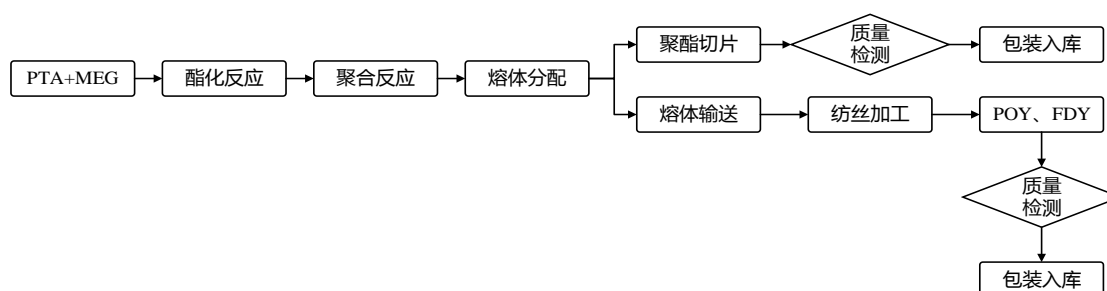 PTA+MEG
酯化反应
聚合反应
熔体分配
聚酯切片
质量
检测
包装入库
熔体输送
纺丝加工
POY、FDY
质量
检测
包装入库